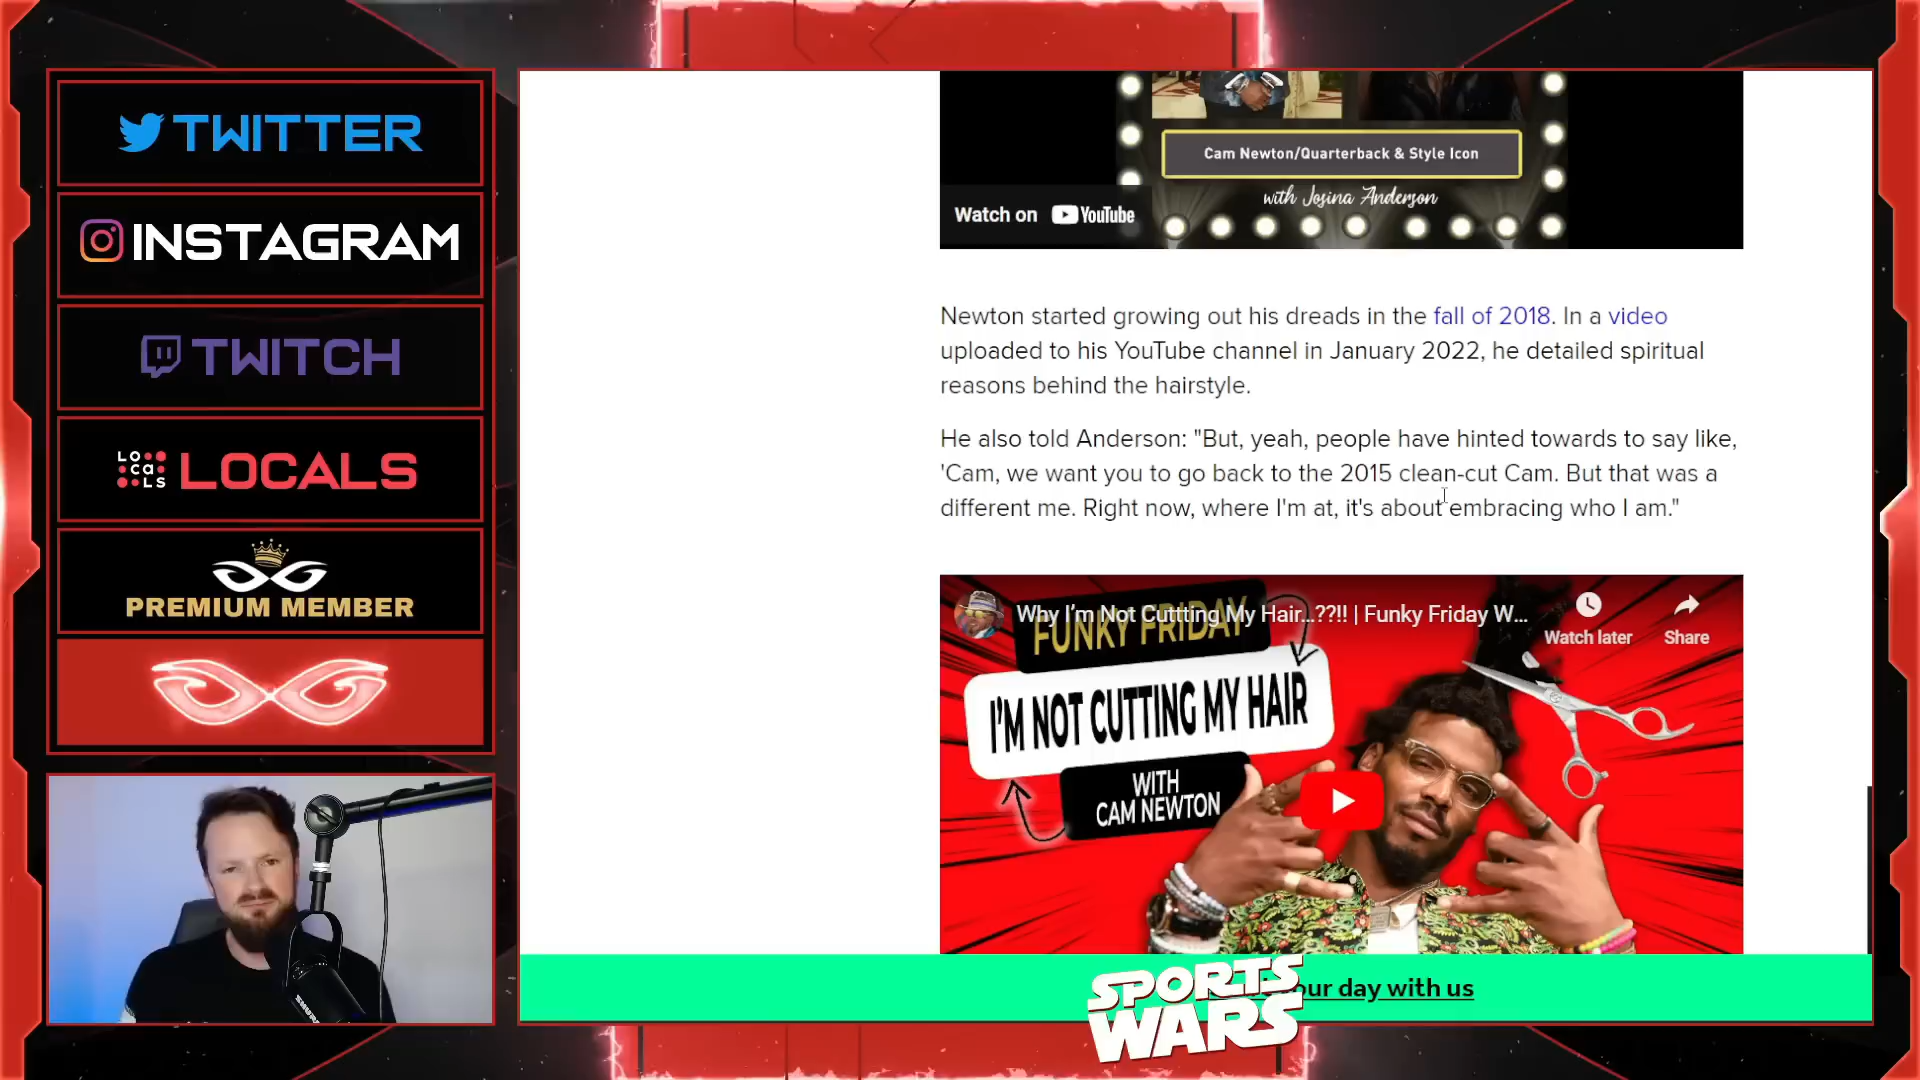 TWITTER
INSTAGRAM
TWITCH
LOCALS
LOCALS
PREMIUM MEMBER
Cam Newton/Quarterback & Style Icon
with Josina Anderson
Watch on YouTube
Newton started growing out his dreads in the fall of 2018. In a video
uploaded to his YouTube channel in January 2022, he detailed spiritual
reasons behind the hairstyle.
He also told Anderson: "But, yeah, people have hinted towards to say like,
'Cam, we want you to go back to the 2015 clean-cut Cam. But that was a
different me. Right now, where I'm at, it's about embracing who I am."
Why I'm Not Cuttting My Hair...??!! | Funky Friday W...
Watch later
Share
FUNKY FRIDAY
I'M NOT CUTTING MY HAIR
WITH
CAM NEWTON
our day with us
SPORTS
WARS